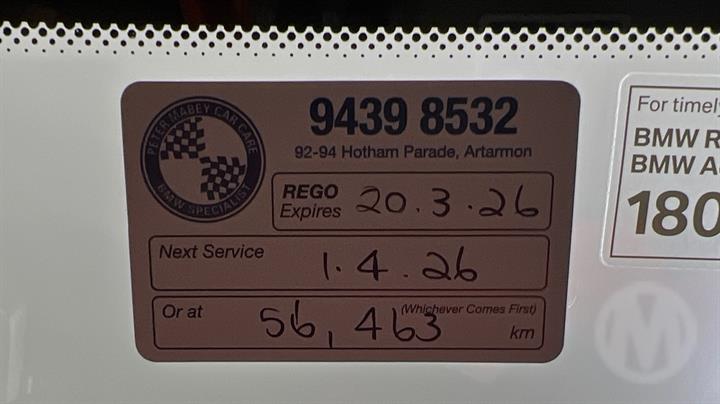 PETER MABEY CAR CARE
BMW SPECIALIST
9439 8532
92-94 Hotham Parade, Artarmon
REGO
Expires 20.3.26
Next Service
1.4.26
Or at (Whichever Comes First)
56,463 km
For timely
BMW R
BMW A
180
M